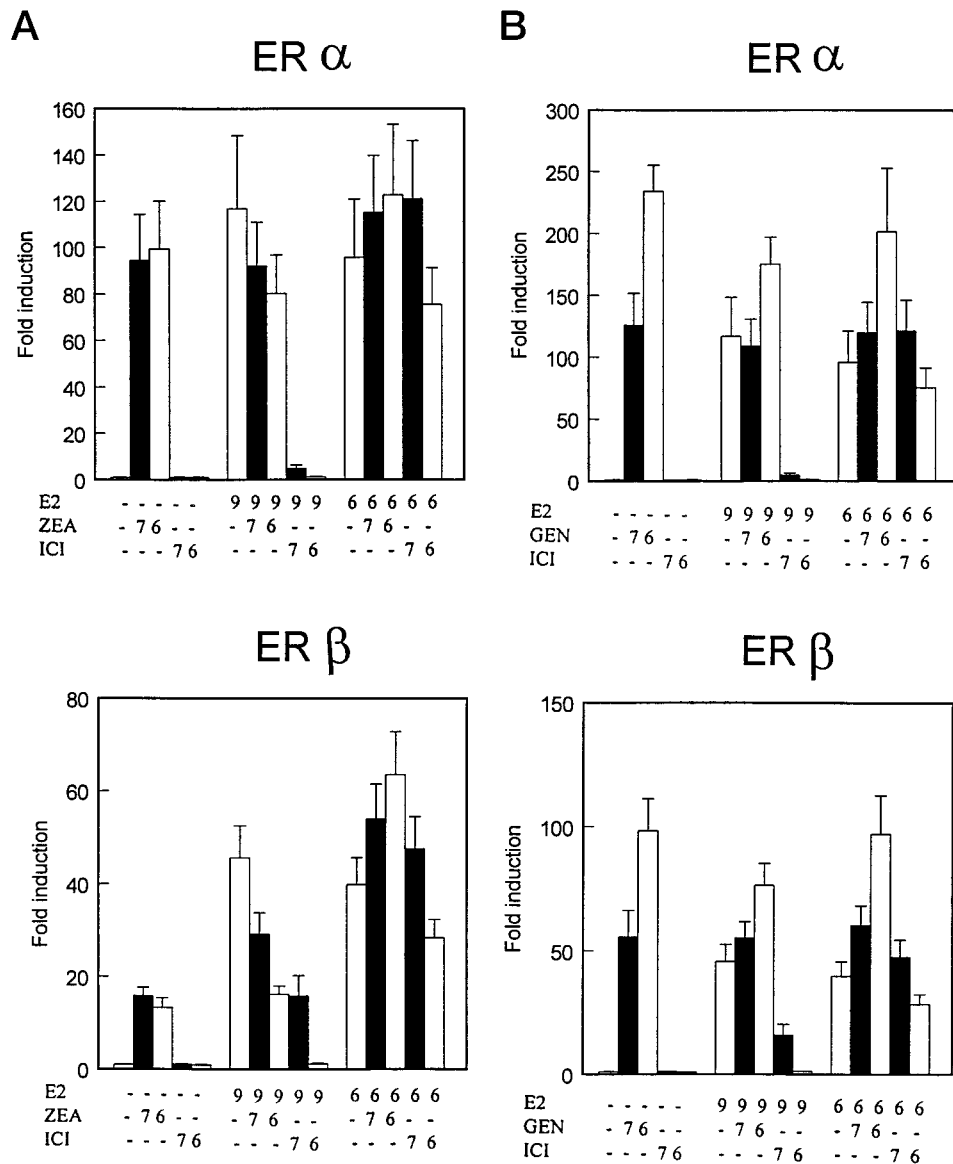 A
ER α
Fold induction
160
140
120
100
80
60
40
20
0
E2 - - - - - 9 9 9 9 9 6 6 6 6 6
ZEA - 7 6 - - - 7 6 - - - 7 6 - -
ICI - - - 7 6 - - - 7 6 - - - 7 6
B
ER α
Fold induction
300
250
200
150
100
50
0
E2 - - - - - 9 9 9 9 9 6 6 6 6 6
GEN - 7 6 - - - 7 6 - - - 7 6 - -
ICI - - - 7 6 - - - 7 6 - - - 7 6
ER β
Fold induction
80
60
40
20
0
E2 - - - - - 9 9 9 9 9 6 6 6 6 6
ZEA - 7 6 - - - 7 6 - - - 7 6 - -
ICI - - - 7 6 - - - 7 6 - - - 7 6
ER β
Fold induction
150
100
50
0
E2 - - - - - 9 9 9 9 9 6 6 6 6 6
GEN - 7 6 - - - 7 6 - - - 7 6 - -
ICI - - - 7 6 - - - 7 6 - - - 7 6